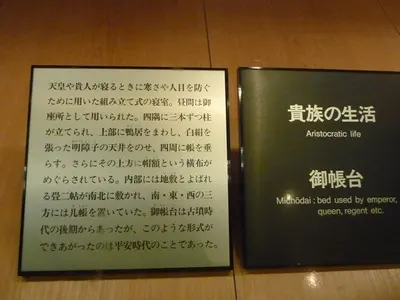 天皇や貴人が寝るときに寒さや人目を防ぐ
ために用いた組み立て式の寝室。昼間は御
座所として用いられた。四隅に三本ずつ柱
が立てられ、上部に鴨居をまわし、白絹を
張った明障子の天井をのせ、四周に帳を垂
らす。さらにその上方に帽額という横布が
めぐらされている。内部には地敷とよばれ
る畳二帖が南北に敷かれ、南・東・西の三
方には几帳を置いていた。御帳台は古墳時
代の後期からあったが、このような形式が
できあがったのは平安時代のことであった。
貴族の生活
Aristocratic life
御帳台
Michōdai : bed used by emperor,
queen, regent etc.